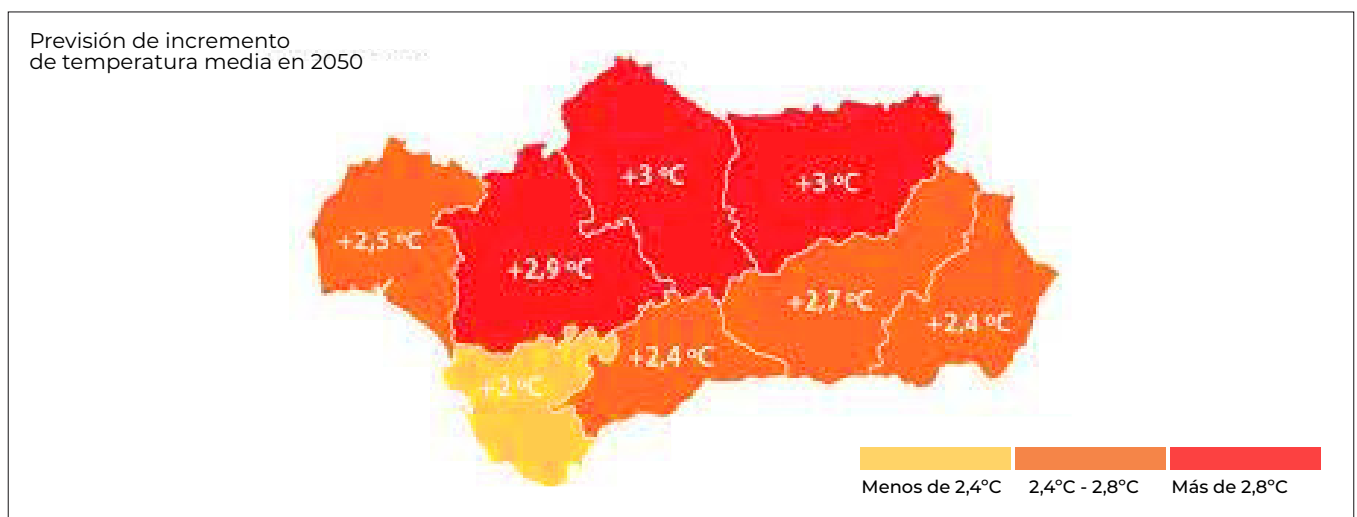 Previsión de incremento
de temperatura media en 2050
+3 ºC
+3 ºC
+2,5 ºC
+2,9 ºC
+2,7 ºC
+2,4 ºC
+2,4 ºC
+2 ºC
Menos de 2,4°C 2,4°C - 2,8°C Más de 2,8°C